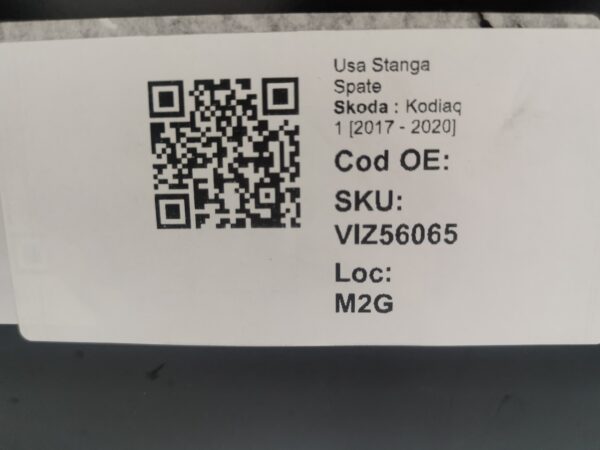 Usa Stanga
Spate
Skoda : Kodiaq
1 [2017 - 2020]
Cod OE:
SKU:
VIZ56065
Loc:
M2G